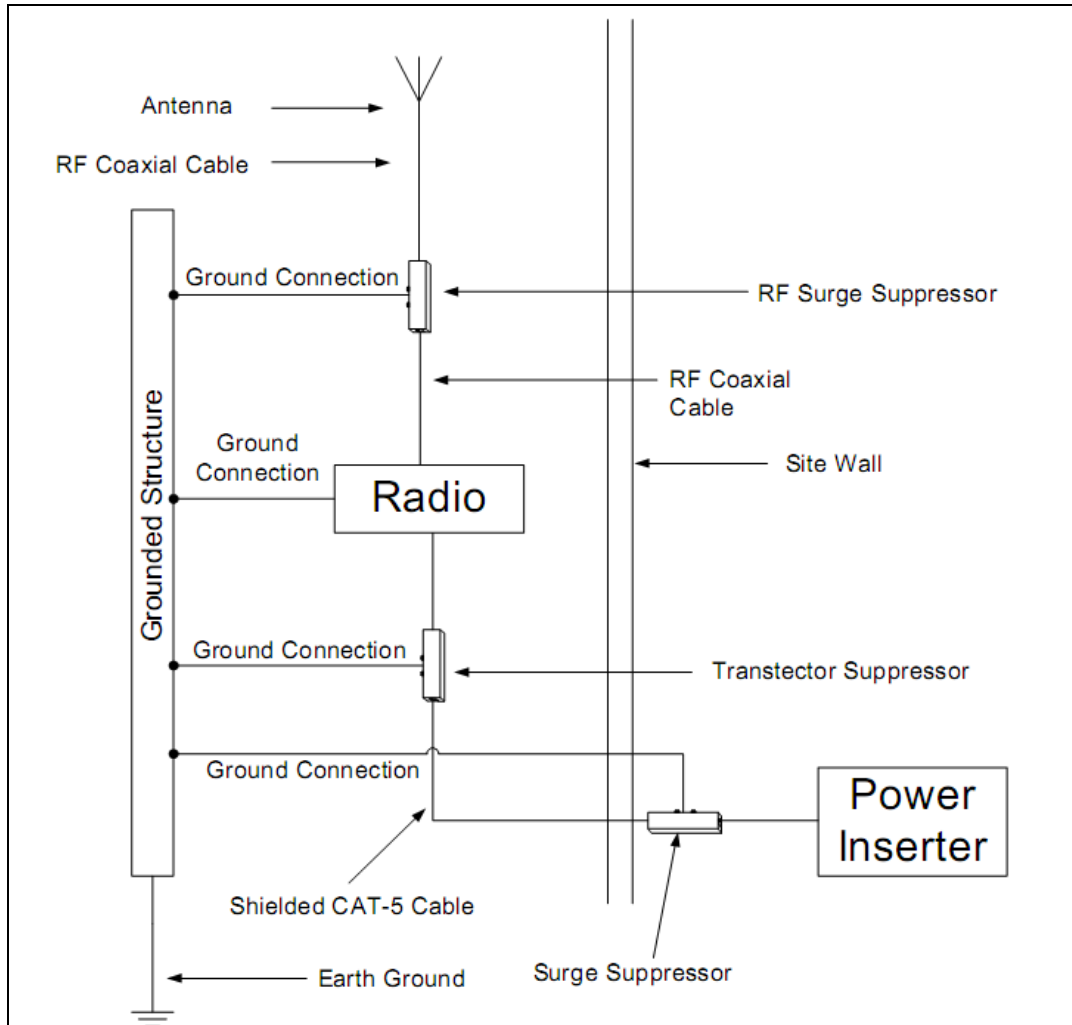 Antenna
RF Coaxial Cable
Ground Connection
RF Surge Suppressor
RF Coaxial
Cable
Ground
Connection
Site Wall
Radio
Grounded Structure
Ground Connection
Transtector Suppressor
Ground Connection
Power
Inserter
Shielded CAT-5 Cable
Surge Suppressor
Earth Ground